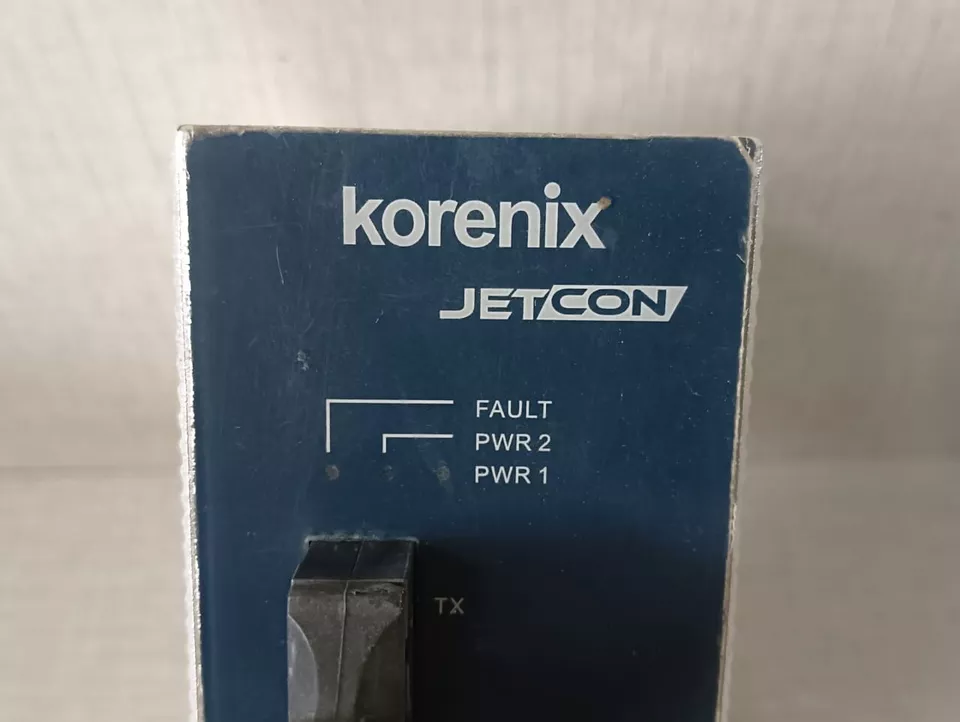 korenix
JETCON
FAULT
PWR 2
PWR 1
TX